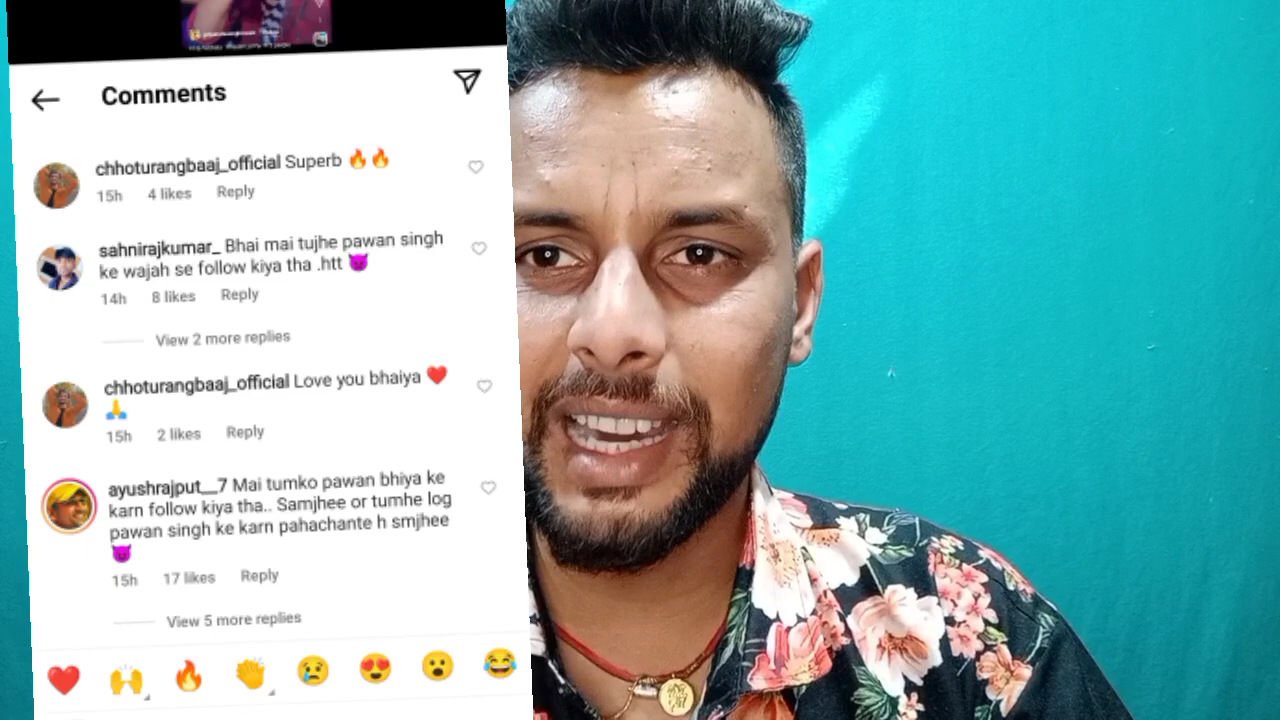 Comments
chhoturangbaaj_official Superb 🔥🔥
15h 4 likes Reply
sahnirajkumar_ Bhai mai tujhe pawan singh
ke wajah se follow kiya tha .htt 😈
14h 8 likes Reply
View 2 more replies
chhoturangbaaj_official Love you bhaiya ❤️
🙏
15h 2 likes Reply
ayushrajput__7 Mai tumko pawan bhiya ke
karn follow kiya tha.. Samjhee or tumhe log
pawan singh ke karn pahachante h smjhee
😈
15h 17 likes Reply
View 5 more replies
❤️ 🙌 🔥 👏 😢 😍 😮 😂